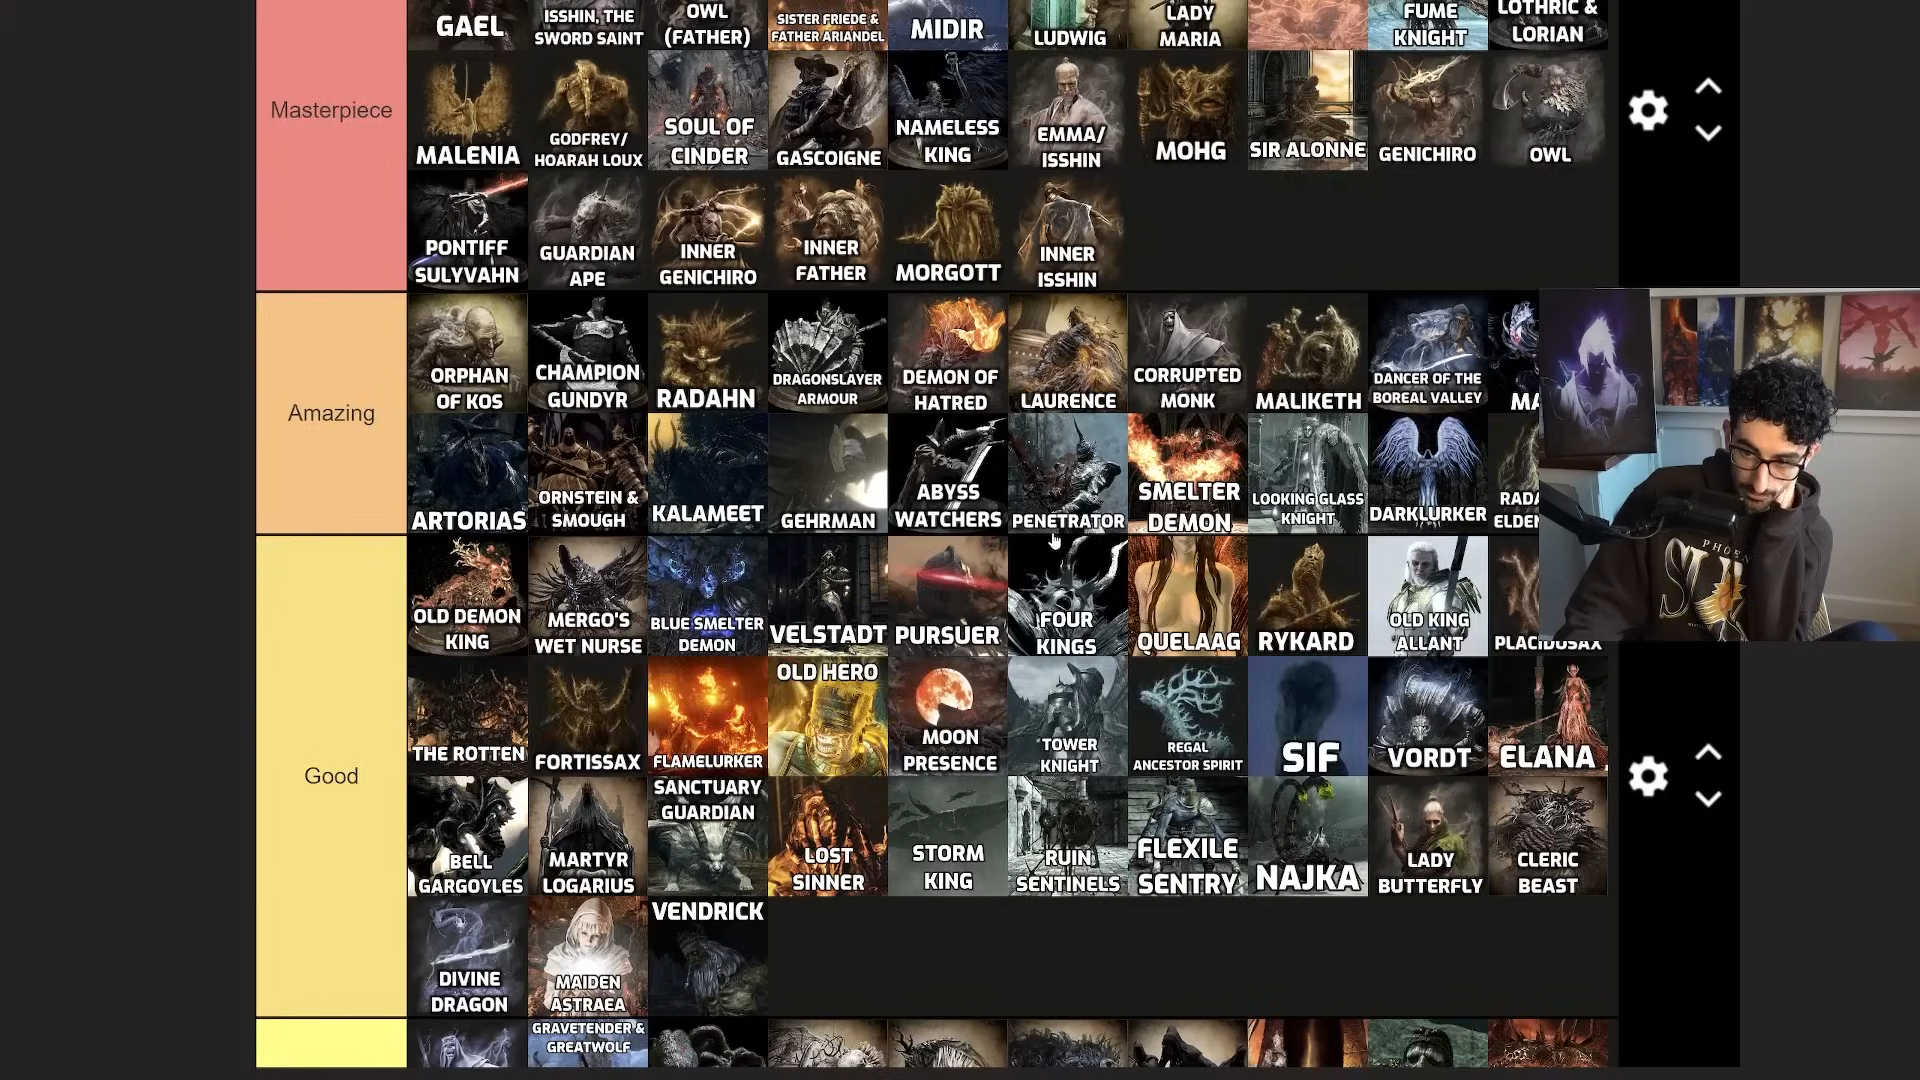 GAEL
ISSHIN, THE
SWORD SAINT
OWL
(FATHER)
SISTER FRIEDE &
FATHER ARIANDEL
MIDIR
LUDWIG
LADY
MARIA
FUME
KNIGHT
LOTHRIC &
LORIAN
Masterpiece
MALENIA
GODFREY/
HOARAH LOUX
SOUL OF
CINDER
GASCOIGNE
NAMELESS
KING
EMMA/
ISSHIN
MOHG
SIR ALONNE
GENICHIRO
OWL
PONTIFF
SULYVAHN
GUARDIAN
APE
INNER
GENICHIRO
INNER
FATHER
MORGOTT
INNER
ISSHIN
Amazing
ORPHAN
OF KOS
CHAMPION
GUNDYR
RADAHN
DRAGONSLAYER
ARMOUR
DEMON OF
HATRED
LAURENCE
CORRUPTED
MONK
MALIKETH
DANCER OF THE
BOREAL VALLEY
MA
ARTORIAS
ORNSTEIN &
SMOUGH
KALAMEET
GEHRMAN
ABYSS
WATCHERS
PENETRATOR
SMELTER
DEMON
LOOKING GLASS
KNIGHT
DARKLURKER
RADA
ELDEN
PHOE
Good
OLD DEMON
KING
MERGO'S
WET NURSE
BLUE SMELTER
DEMON
VELSTADT
PURSUER
FOUR
KINGS
QUELAAG
RYKARD
OLD KING
ALLANT
PLACIDUSAX
THE ROTTEN
FORTISSAX
FLAMELURKER
OLD HERO
MOON
PRESENCE
TOWER
KNIGHT
REGAL
ANCESTOR SPIRIT
SIF
VORDT
ELANA
BELL
GARGOYLES
MARTYR
LOGARIUS
SANCTUARY
GUARDIAN
LOST
SINNER
STORM
KING
RUIN
SENTINELS
FLEXILE
SENTRY
NAJKA
LADY
BUTTERFLY
CLERIC
BEAST
DIVINE
DRAGON
MAIDEN
ASTRAEA
VENDRICK
GRAVETENDER &
GREATWOLF